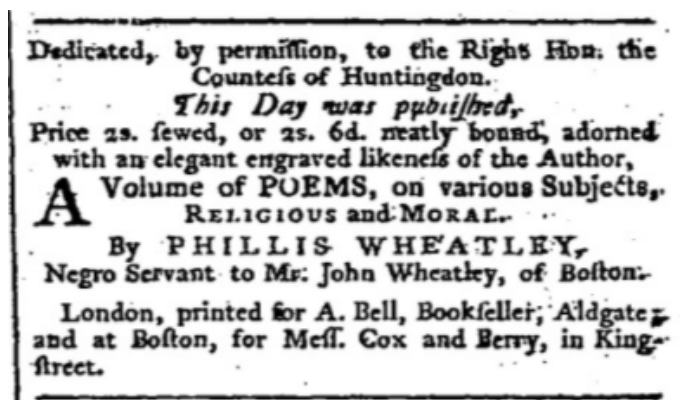 Dedicated, by permiſſion, to the Right Hon. the
Counteſs of Huntingdon.
This Day was publiſhed,
Price 2s. ſewed, or 2s. 6d. neatly bound, adorned
with an elegant engraved likeneſs of the Author,
A Volume of POEMS, on various Subjects,
RELIGIOUS and MORAL.
By PHILLIS WHEATLEY,
Negro Servant to Mr. John Wheatley, of Boſton.
London, printed for A. Bell, Bookſeller, Aldgate;
and at Boſton, for Meſſ. Cox and Berry, in King-
ſtreet.